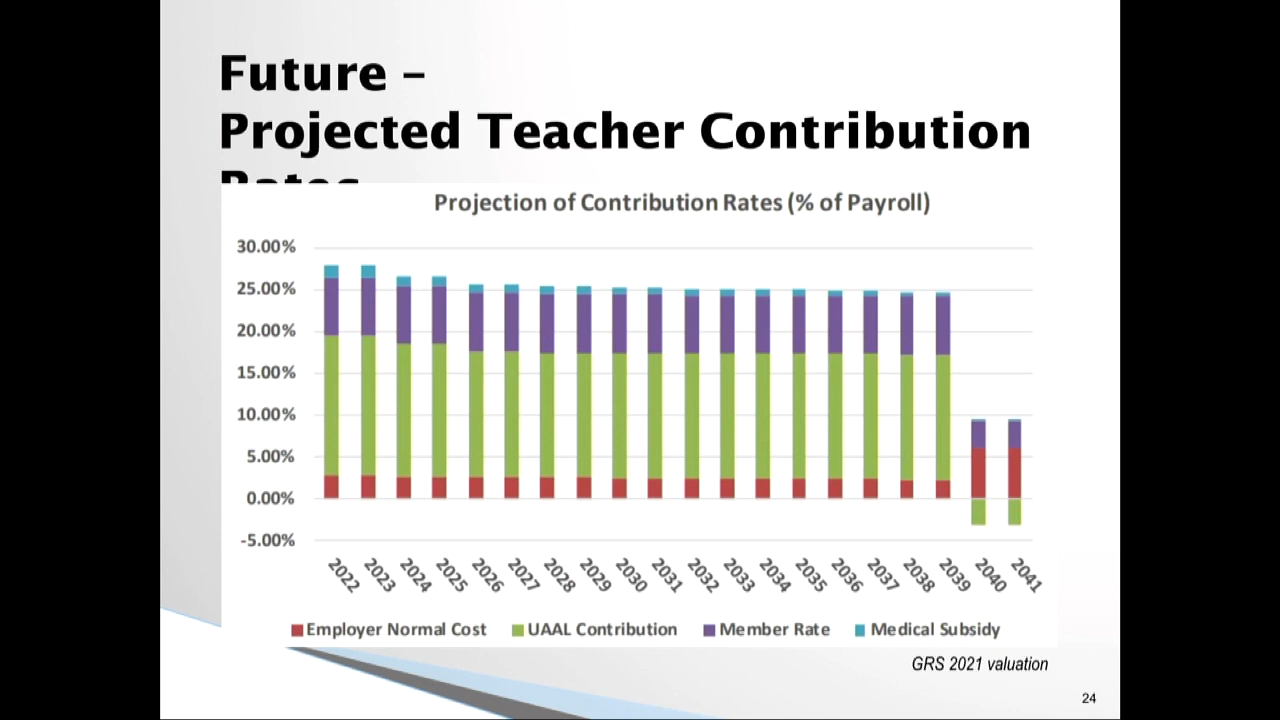 Future –
Projected Teacher Contribution
Rates
Projection of Contribution Rates (% of Payroll)
30.00%
25.00%
20.00%
15.00%
10.00%
5.00%
0.00%
-5.00%
2022 2023 2024 2025 2026 2027 2028 2029 2030 2031 2032 2033 2034 2035 2036 2037 2038 2039 2040 2041
Employer Normal Cost UAAL Contribution Member Rate Medical Subsidy
GRS 2021 valuation
24